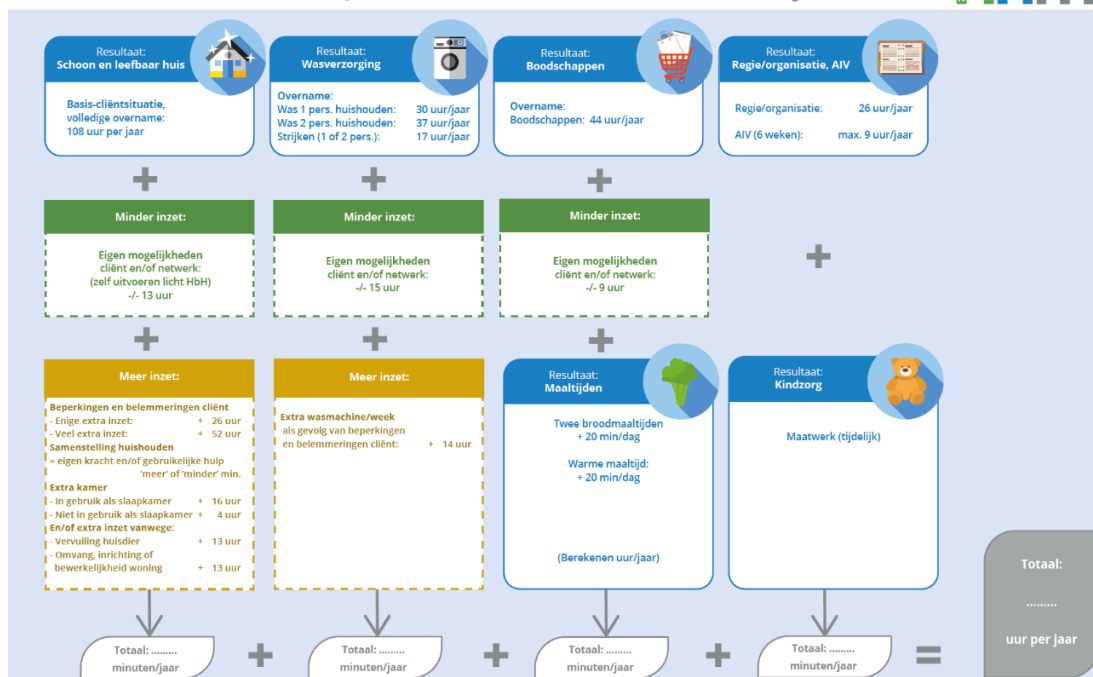 Resultaat:
Schoon en leefbaar huis
Basis-cliëntsituatie,
volledige overname:
108 uur per jaar
Resultaat:
Wasverzorging
Overname:
Was 1 pers. huishouden: 30 uur/jaar
Was 2 pers. huishouden: 37 uur/jaar
Strijken (1 of 2 pers.): 17 uur/jaar
Resultaat:
Boodschappen
Overname:
Boodschappen: 44 uur/jaar
Resultaat:
Regie/organisatie, AIV
Regie/organisatie: 26 uur/jaar
AIV (6 weken): max. 9 uur/jaar
+
+
+
Minder inzet:
Eigen mogelijkheden
cliënt en/of netwerk:
(zelf uitvoeren licht HbH)
-/- 13 uur
Minder inzet:
Eigen mogelijkheden
cliënt en/of netwerk:
-/- 15 uur
Minder inzet:
Eigen mogelijkheden
cliënt en/of netwerk:
-/- 9 uur
+
+
+
+
Meer inzet:
Beperkingen en belemmeringen cliënt
- Enige extra inzet: + 26 uur
- Veel extra inzet: + 52 uur
Samenstelling huishouden
= eigen kracht en/of gebruikelijke hulp
'meer' of 'minder' min.
Extra kamer
- In gebruik als slaapkamer + 16 uur
- Niet in gebruik als slaapkamer + 4 uur
En/of extra inzet vanwege:
- Vervuiling huisdier + 13 uur
- Omvang, inrichting of
bewerkelijkheid woning + 13 uur
Meer inzet:
Extra wasmachine/week
als gevolg van beperkingen
en belemmeringen cliënt: + 14 uur
Resultaat:
Maaltijden
Twee broodmaaltijden
+ 20 min/dag
Warme maaltijd:
+ 20 min/dag
(Berekenen uur/jaar)
Resultaat:
Kindzorg
Maatwerk (tijdelijk)
Totaal: .........
minuten/jaar
+
Totaal: .........
minuten/jaar
+
Totaal: .........
minuten/jaar
+
Totaal: .........
minuten/jaar
=
Totaal:
.........
uur per jaar